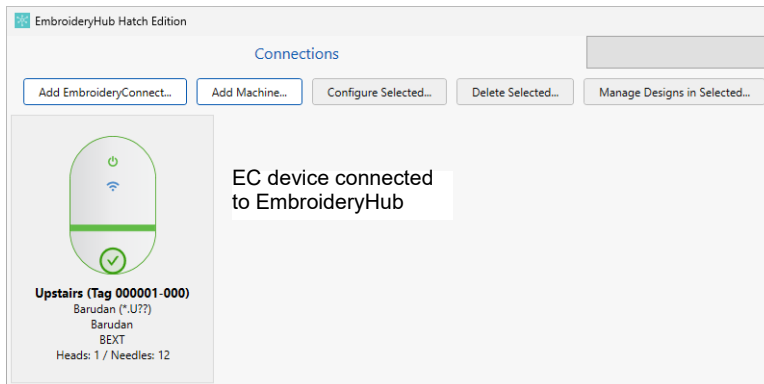 EmbroideryHub Hatch Edition
Connections
Add EmbroideryConnect... Add Machine... Configure Selected... Delete Selected... Manage Designs in Selected...
EC device connected
to EmbroideryHub
Upstairs (Tag 000001-000)
Barudan (*.U??)
Barudan
BEXT
Heads: 1 / Needles: 12